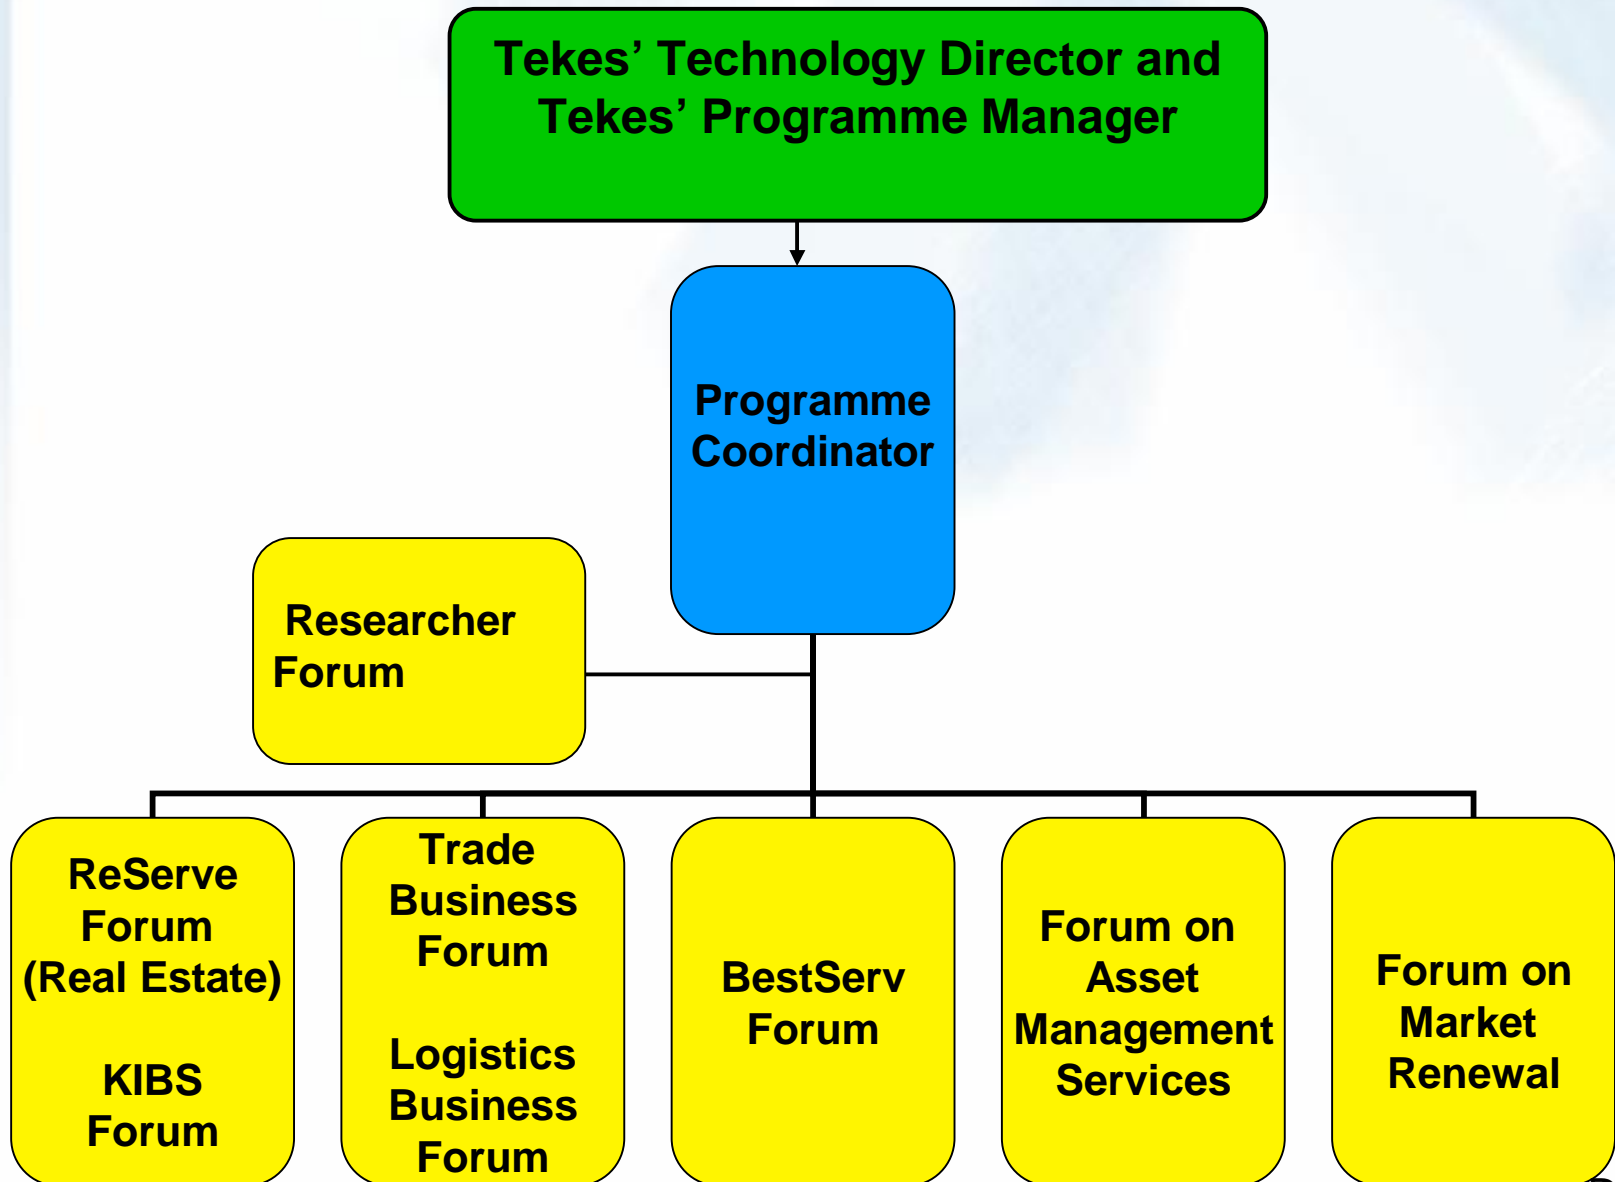 Tekes’ Technology Director and
Tekes’ Programme Manager
Programme
Coordinator
Researcher
Forum
ReServe
Forum
(Real Estate)
KIBS
Forum
Trade
Business
Forum
Logistics
Business
Forum
BestServ
Forum
Forum on
Asset
Management
Services
Forum on
Market
Renewal